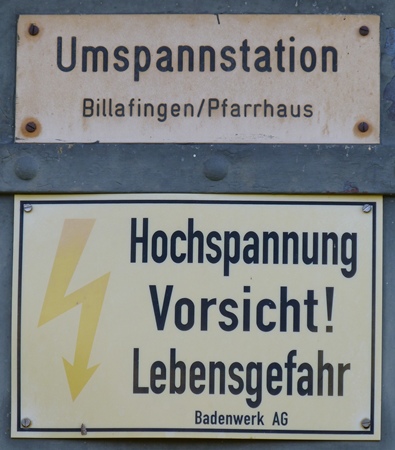 Umspannstation
Billafingen/Pfarrhaus
Hochspannung
Vorsicht!
Lebensgefahr
Badenwerk AG